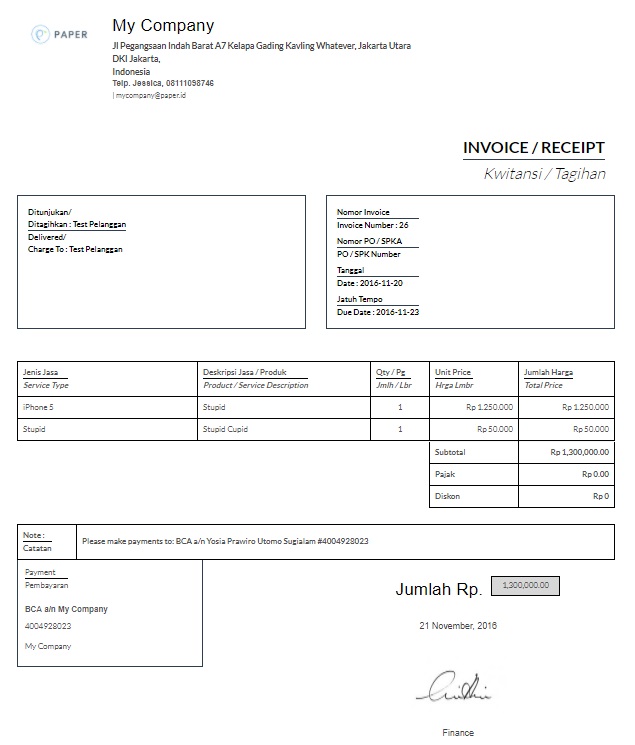 PAPER
My Company
Jl Pegangsaan Indah Barat A7 Kelapa Gading Kavling Whatever, Jakarta Utara
DKI Jakarta,
Indonesia
Telp. Jessica, 08111098746
| mycompany@paper.id
INVOICE / RECEIPT
Kwitansi / Tagihan
Ditunjukan/
Ditagihkan : Test Pelanggan
Delivered/
Charge To : Test Pelanggan
Nomor Invoice
Invoice Number : 26
Nomor PO / SPKA
PO / SPK Number
Tanggal
Date : 2016-11-20
Jatuh Tempo
Due Date : 2016-11-23
Jenis Jasa Deskripsi Jasa / Produk Qty / Pg Unit Price Jumlah Harga
Service Type Product / Service Description Jmlh / Lbr Hrga Lmbr Total Price
iPhone 5 Stupid 1 Rp 1.250.000 Rp 1.250.000
Stupid Stupid Cupid 1 Rp 50.000 Rp 50.000
Subtotal Rp 1,300,000.00
Pajak Rp 0.00
Diskon Rp 0
Note :
Catatan
Please make payments to: BCA a/n Yosia Prawiro Utomo Sugialam #4004928023
Payment
Pembayaran
BCA a/n My Company
4004928023
My Company
Jumlah Rp. 1,300,000.00
21 November, 2016
Finance